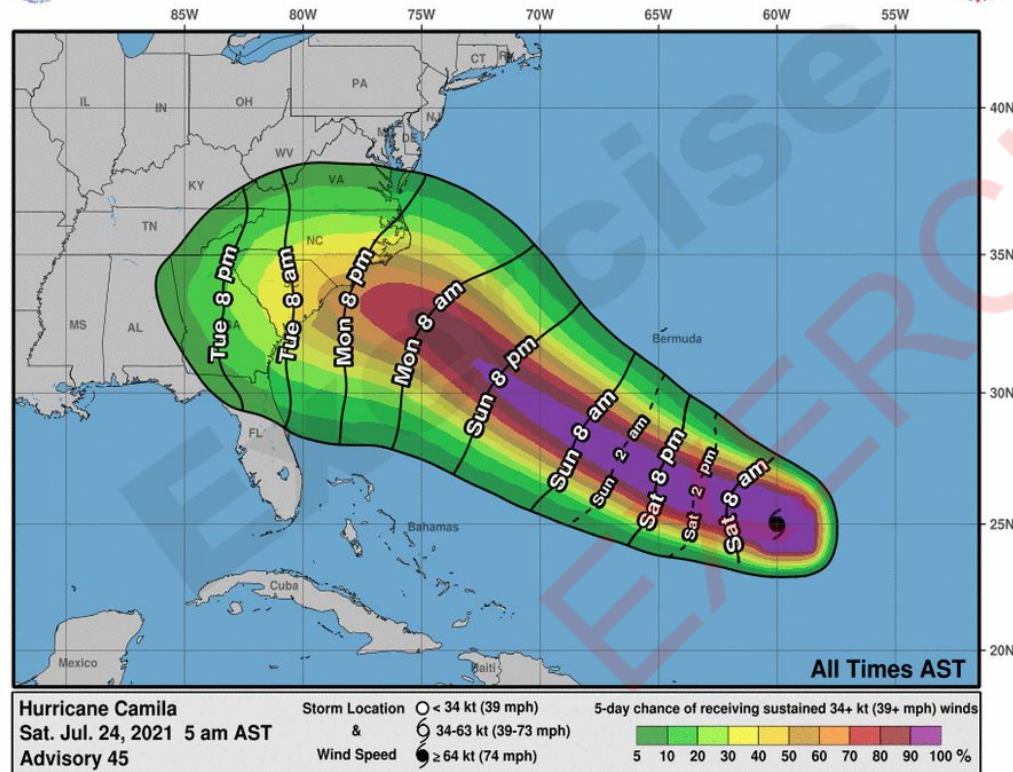 85W 80W 75W 70W 65W 60W 55W
40N
35N
30N
25N
20N
Exercise
EXERC
CT
PA
NJ
IL
IN
OH
DE
WV
KY
VA
TN
NC
MS
AL
GA
FL
Bermuda
Bahamas
Cuba
Mexico
Haiti
Tue 8 pm
Tue 8 am
Mon 8 pm
Mon 8 am
Sun 8 pm
Sun 8 am
Sun 2 am
Sat 8 pm
Sat 2 pm
Sat 8 am
All Times AST
Hurricane Camila
Sat. Jul. 24, 2021 5 am AST
Advisory 45
Storm Location
&
Wind Speed
< 34 kt (39 mph)
34-63 kt (39-73 mph)
≥ 64 kt (74 mph)
5-day chance of receiving sustained 34+ kt (39+ mph) winds
5 10 20 30 40 50 60 70 80 90 100 %